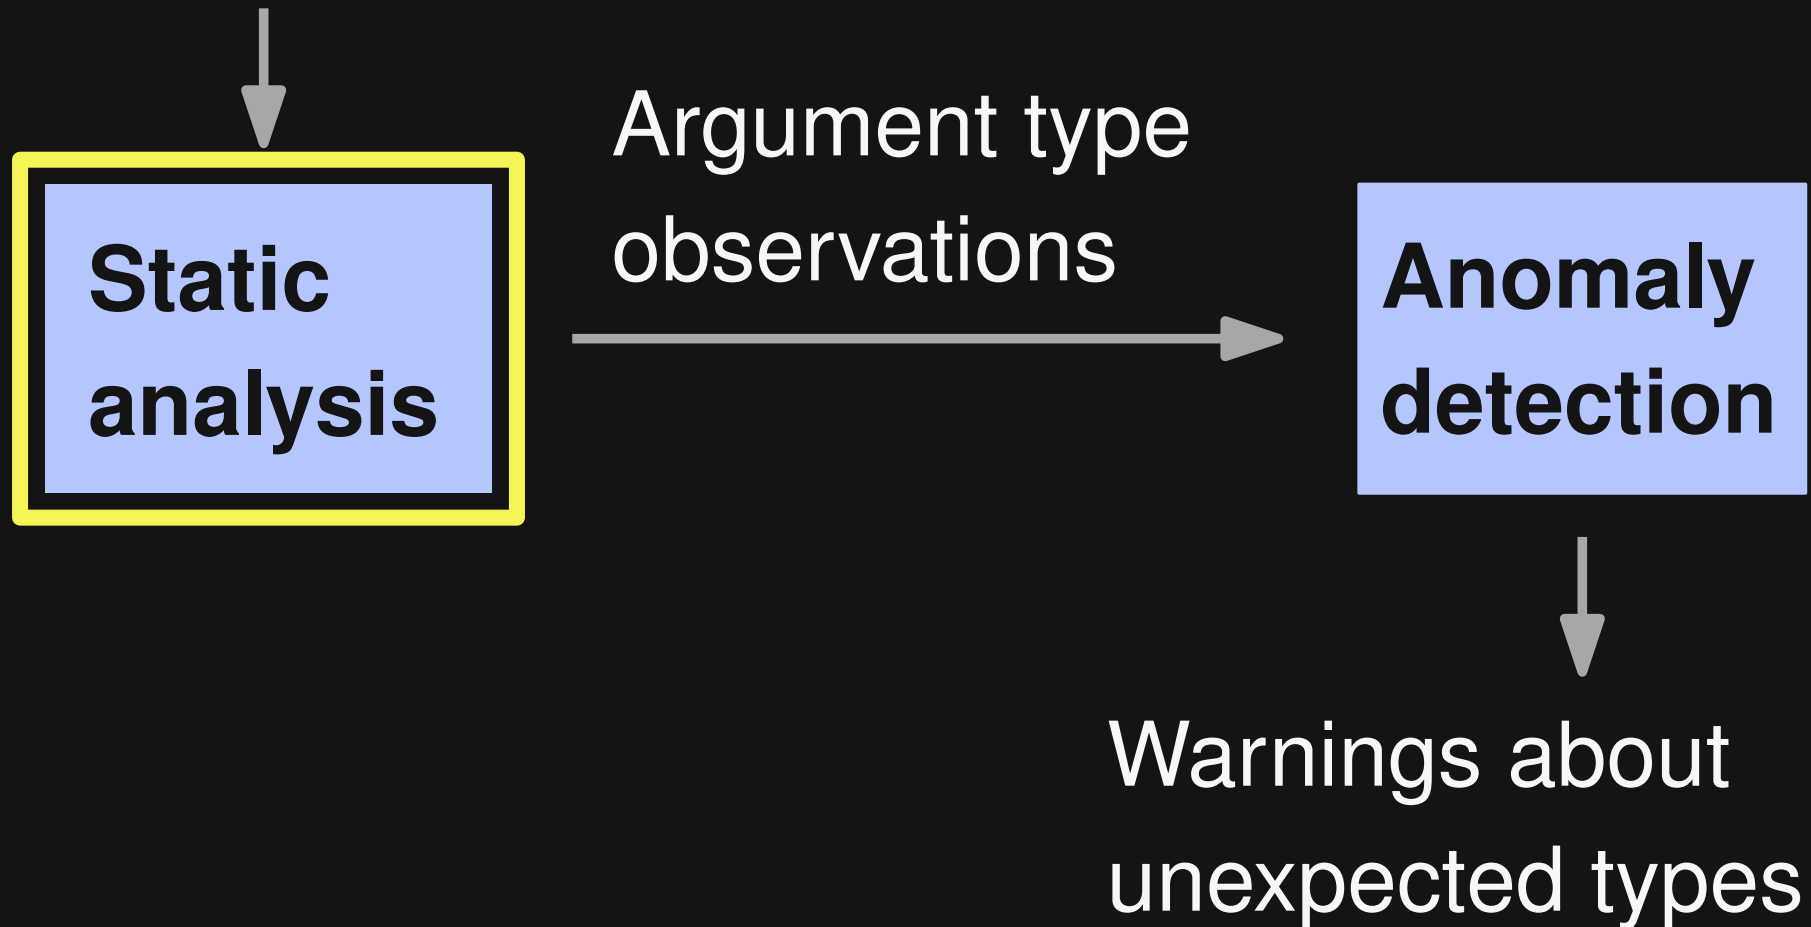 Argument type
observations
Static
analysis
Anomaly
detection
Warnings about
unexpected types